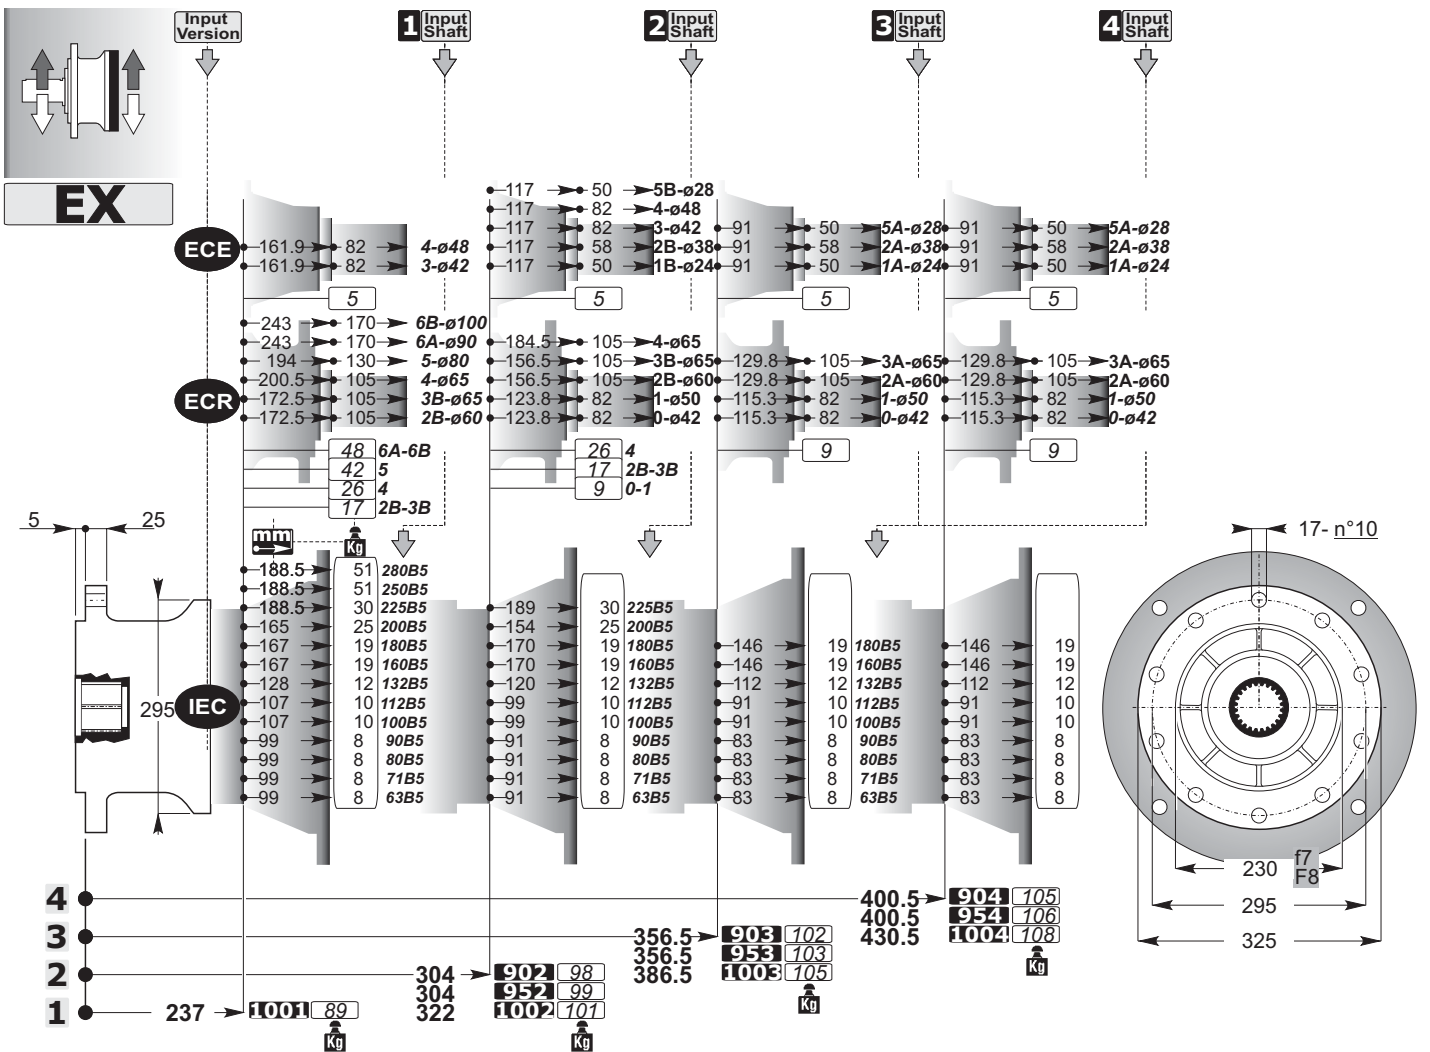 Input Version
1 Input Shaft
2 Input Shaft
3 Input Shaft
4 Input Shaft
EX
ECE
161.9 82 4-ø48
161.9 82 3-ø42
5
117 50 5B-ø28
117 82 4-ø48
117 82 3-ø42
117 58 2B-ø38
117 50 1B-ø24
5
91 50 5A-ø28
91 58 2A-ø38
91 50 1A-ø24
5
91 50 5A-ø28
91 58 2A-ø38
91 50 1A-ø24
5
ECR
243 170 6B-ø100
243 170 6A-ø90
194 130 5-ø80
200.5 105 4-ø65
172.5 105 3B-ø65
172.5 105 2B-ø60
48 6A-6B
42 5
26 4
17 2B-3B
184.5 105 4-ø65
156.5 105 3B-ø65
156.5 105 2B-ø60
123.8 82 1-ø50
123.8 82 0-ø42
26 4
17 2B-3B
9 0-1
129.8 105 3A-ø65
129.8 105 2A-ø60
115.3 82 1-ø50
115.3 82 0-ø42
9
129.8 105 3A-ø65
129.8 105 2A-ø60
115.3 82 1-ø50
115.3 82 0-ø42
9
5 25
295
IEC
mm Kg
188.5 51 280B5
188.5 51 250B5
188.5 30 225B5
165 25 200B5
167 19 180B5
167 19 160B5
128 12 132B5
107 10 112B5
107 10 100B5
99 8 90B5
99 8 80B5
99 8 71B5
99 8 63B5
189 30 225B5
154 25 200B5
170 19 180B5
170 19 160B5
120 12 132B5
99 10 112B5
99 10 100B5
91 8 90B5
91 8 80B5
91 8 71B5
91 8 63B5
146 19 180B5
146 19 160B5
112 12 132B5
91 10 112B5
91 10 100B5
83 8 90B5
83 8 80B5
83 8 71B5
83 8 63B5
146 19
146 19
112 12
91 10
91 10
83 8
83 8
83 8
83 8
17- n°10
230 f7 F8
295
325
4
400.5 904 105
400.5 954 106
430.5 1004 108
Kg
3
356.5 903 102
356.5 953 103
386.5 1003 105
Kg
2
304 902 98
304 952 99
322 1002 101
Kg
1
237 1001 89
Kg